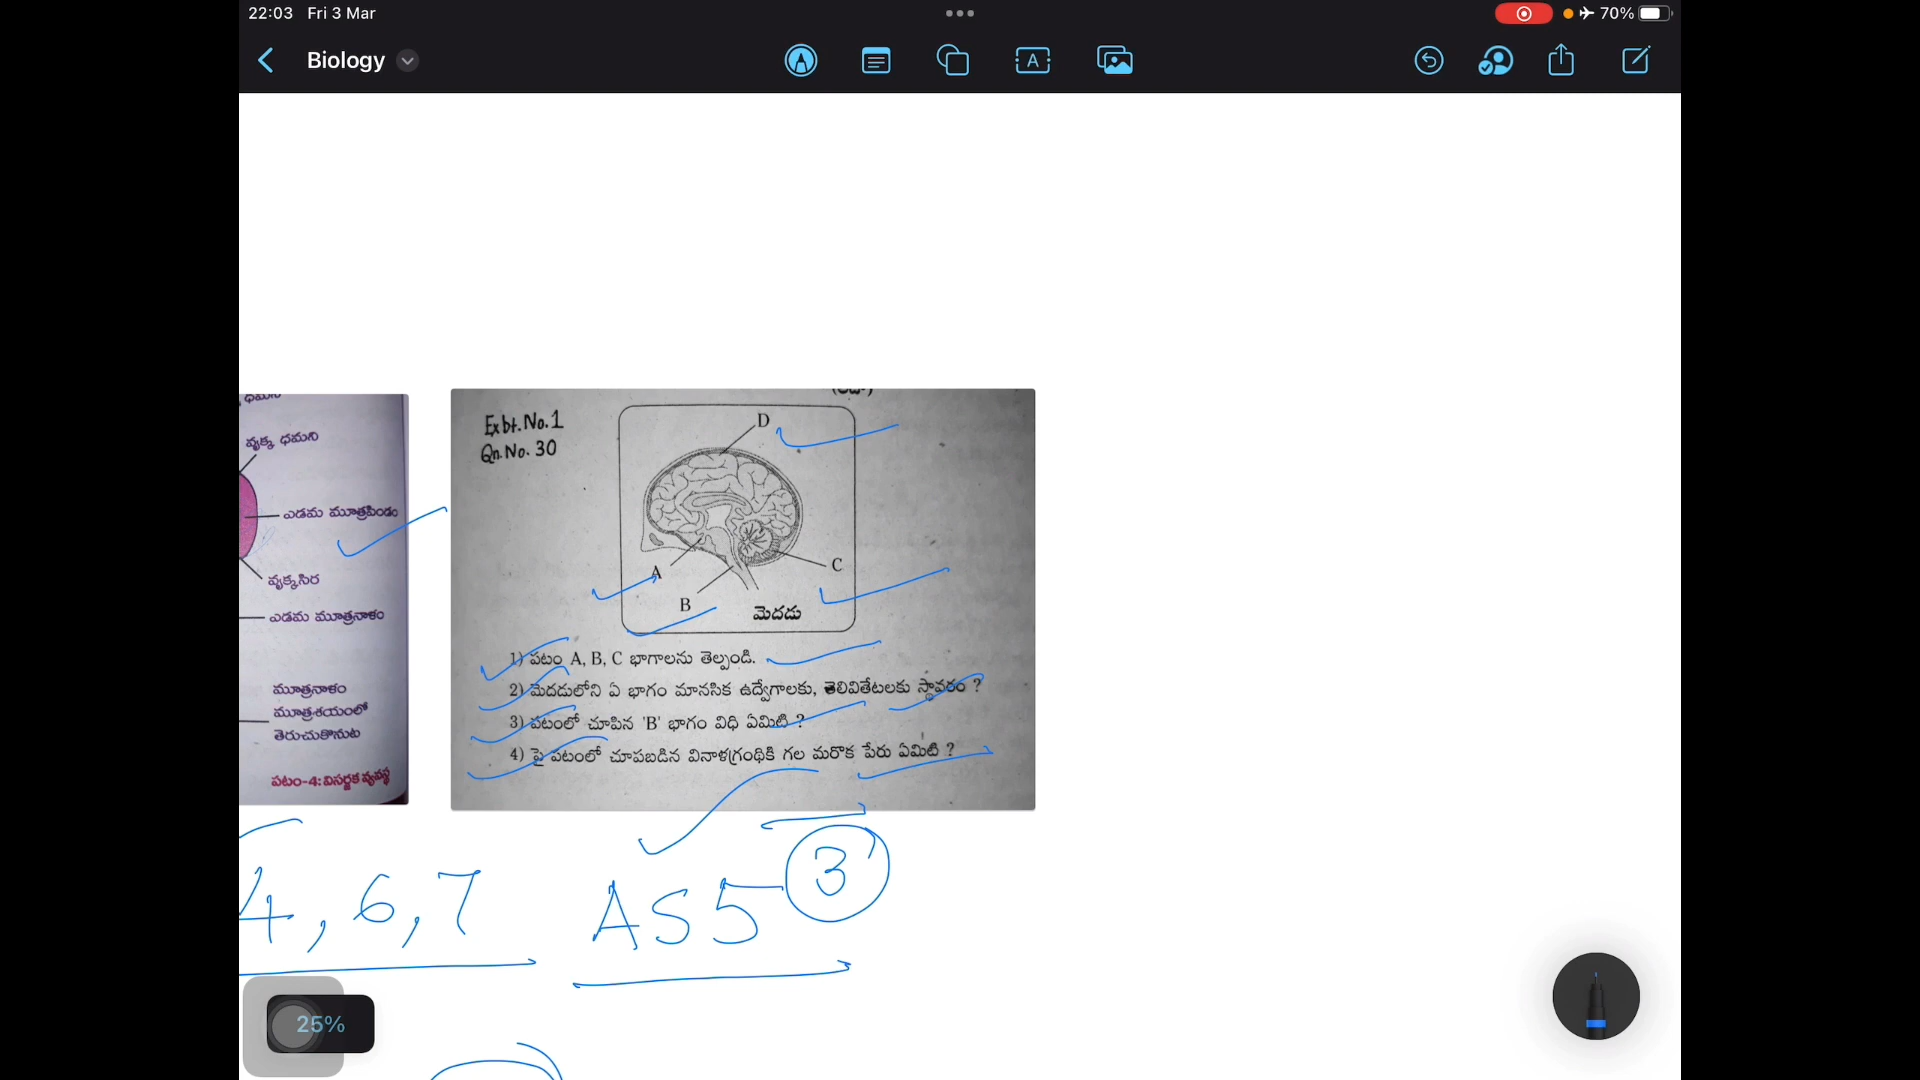 22:03 Fri 3 Mar
70%
Biology
A
వృక్క ధమని
ఎడమ మూత్రపిండం
వృక్కసిర
ఎడమ మూత్రనాళం
మూత్రనాళం
మూత్రాశయంలో
తెరుచుకొనుట
పటం-4:విసర్జకవ్యవస్థ
Exbt.No.1
Qn.No. 30
D
A
C
B
మెదడు
1) పటం A, B, C భాగాలను తెల్పండి.
2) మెదడులోని ఏ భాగం మానసిక ఉద్వేగాలకు, తెలివితేటలకు స్థావరం ?
3) పటంలో చూపిన 'B' భాగం విధి ఏమిటి ?
4) పై పటంలో చూపబడిన వినాళగ్రంథికి గల మరొక పేరు ఏమిటి ?
4, 6, 7 AS5 3
25%